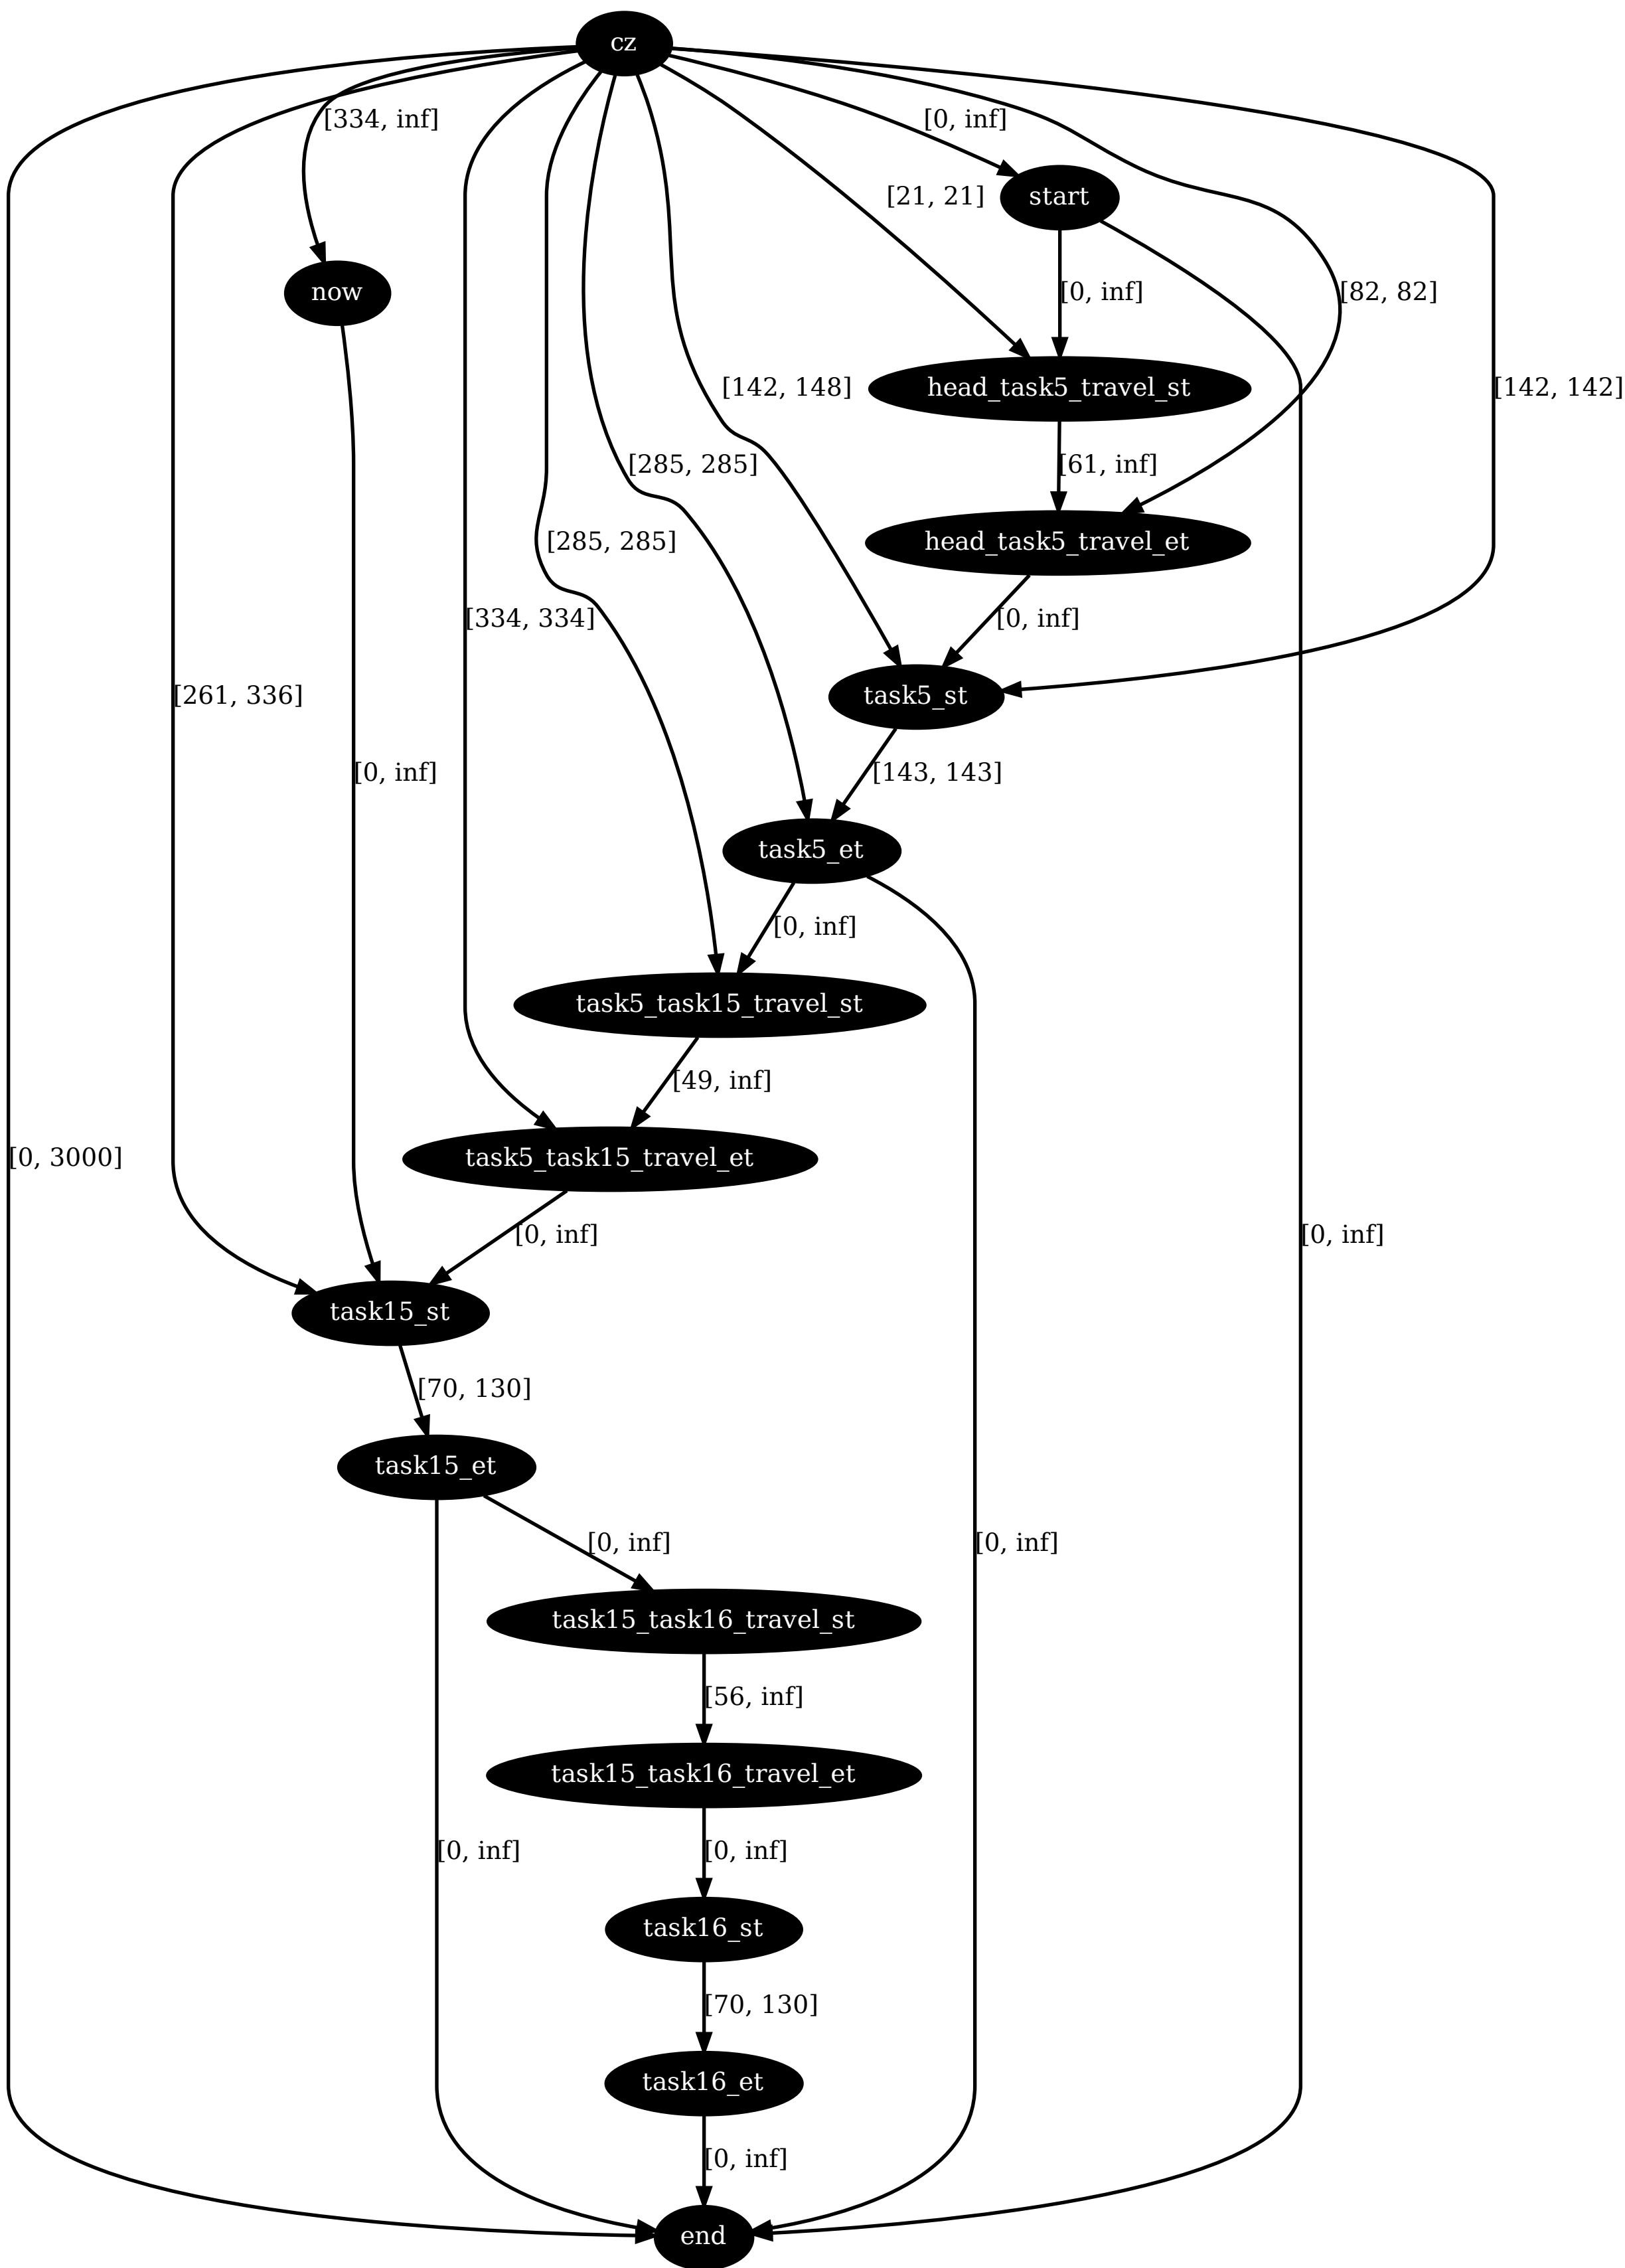 cz
[334, inf]
[0, inf]
[21, 21]
start
now
[0, inf]
[82, 82]
[142, 148]
head_task5_travel_st
[142, 142]
[285, 285]
[61, inf]
[285, 285]
head_task5_travel_et
[334, 334]
[0, inf]
[261, 336]
task5_st
[0, inf]
[143, 143]
task5_et
[0, inf]
task5_task15_travel_st
[49, inf]
[0, 3000]
task5_task15_travel_et
[0, inf]
[0, inf]
task15_st
[70, 130]
task15_et
[0, inf]
[0, inf]
task15_task16_travel_st
[56, inf]
task15_task16_travel_et
[0, inf]
[0, inf]
task16_st
[70, 130]
task16_et
[0, inf]
end